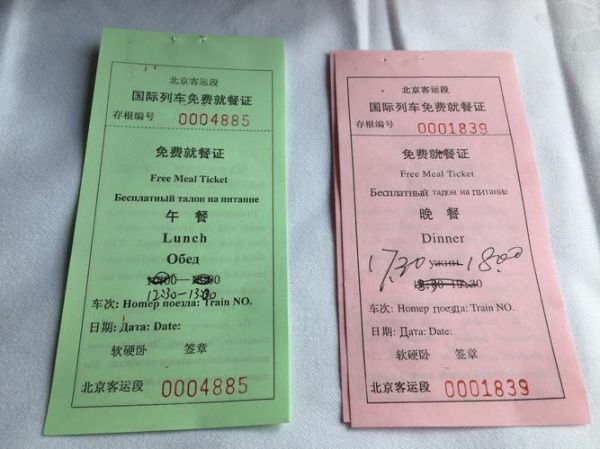 北京客运段
国际列车免费就餐证
存根编号 0004885
免费就餐证
Free Meal Ticket
Бесплатный талон на питание
午餐
Lunch
Обед
12:30—13:00
车次: Номер поезда: Train NO.
日期: Дата: Date:
软硬卧 签章
北京客运段 0004885
北京客运段
国际列车免费就餐证
存根编号 0001839
免费就餐证
Free Meal Ticket
Бесплатный талон на питание
晚餐
Dinner
17,30 ужин 18,00
车次: Номер поезда: Train NO.
日期: Дата: Date:
软硬卧 签章
北京客运段 0001839